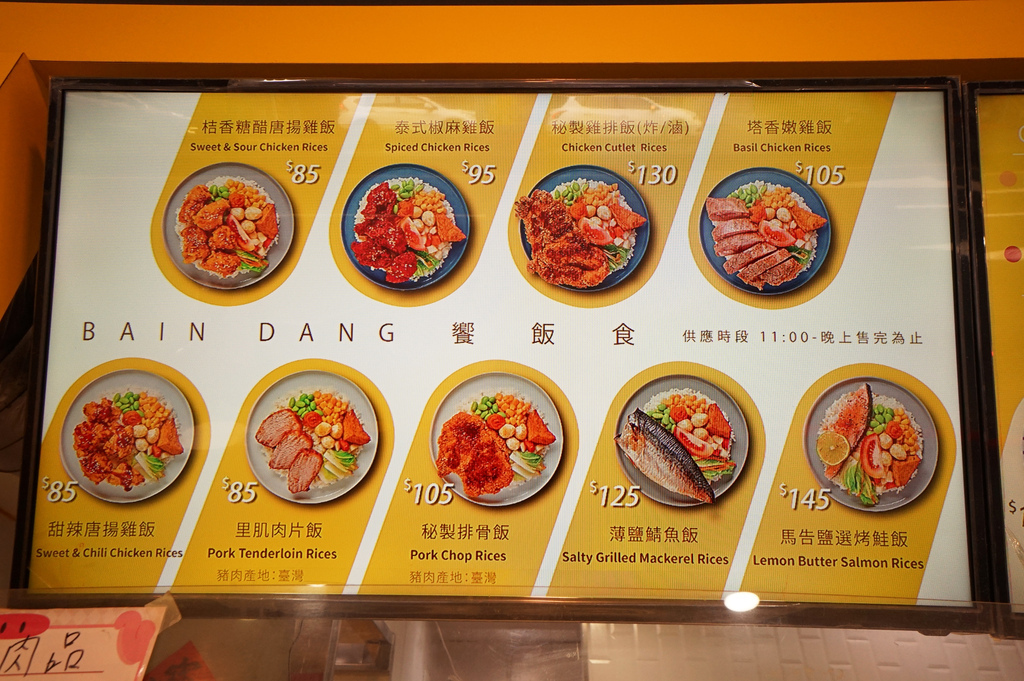 桔香糖醋唐揚雞飯
Sweet & Sour Chicken Rices
$85
泰式椒麻雞飯
Spiced Chicken Rices
$95
秘製雞排飯(炸/滷)
Chicken Cutlet Rices
$130
塔香嫩雞飯
Basil Chicken Rices
$105
BAIN DANG 饗飯食
供應時段 11:00-晚上售完為止
$85
甜辣唐揚雞飯
Sweet & Chili Chicken Rices
$85
里肌肉片飯
Pork Tenderloin Rices
豬肉產地:臺灣
$105
秘製排骨飯
Pork Chop Rices
豬肉產地:臺灣
$125
薄鹽鯖魚飯
Salty Grilled Mackerel Rices
$145
馬告鹽選烤鮭飯
Lemon Butter Salmon Rices
肉品